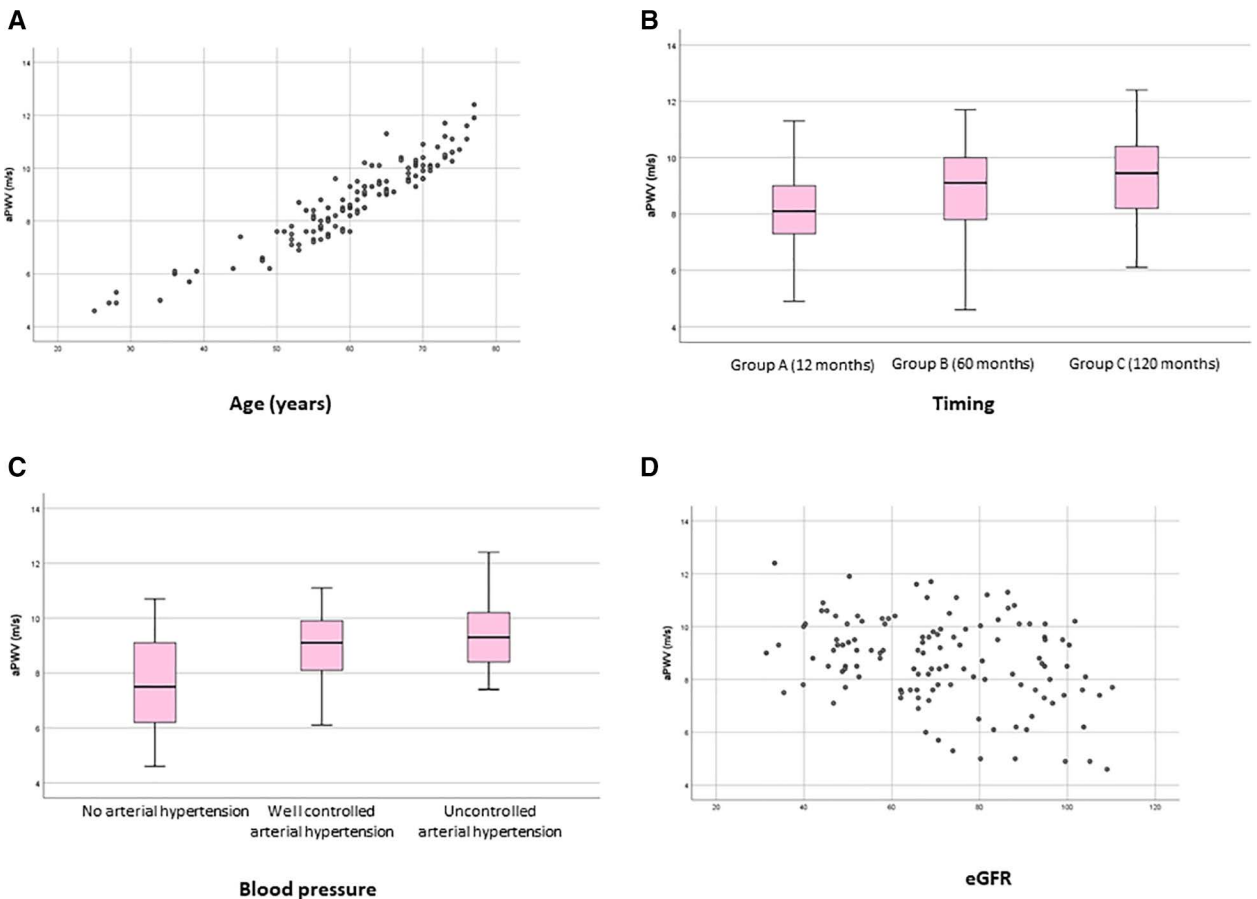 A
14
12
10
8
6
4
aPWV (m/s)
20 30 40 50 60 70 80
Age (years)
B
14
12
10
8
6
4
aPWV (m/s)
Group A (12 months) Group B (60 months) Group C (120 months)
Timing
C
14
12
10
8
6
4
aPWV (m/s)
No arterial hypertension Well controlled Uncontrolled
arterial hypertension arterial hypertension
Blood pressure
D
14
12
10
8
6
4
aPWV (m/s)
20 40 60 80 100 120
eGFR